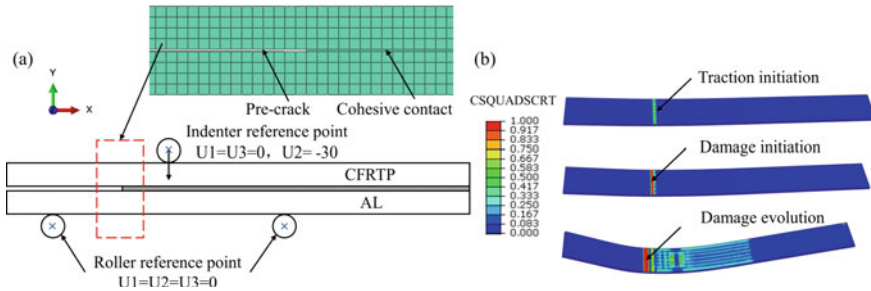 (a)
Y
X
Pre-crack
Cohesive contact
Indenter reference point
U1=U3=0, U2= -30
CFRTP
AL
Roller reference point
U1=U2=U3=0
(b)
CSQUADSCRT
1.000
0.917
0.833
0.750
0.667
0.583
0.500
0.417
0.333
0.250
0.167
0.083
0.000
Traction initiation
Damage initiation
Damage evolution